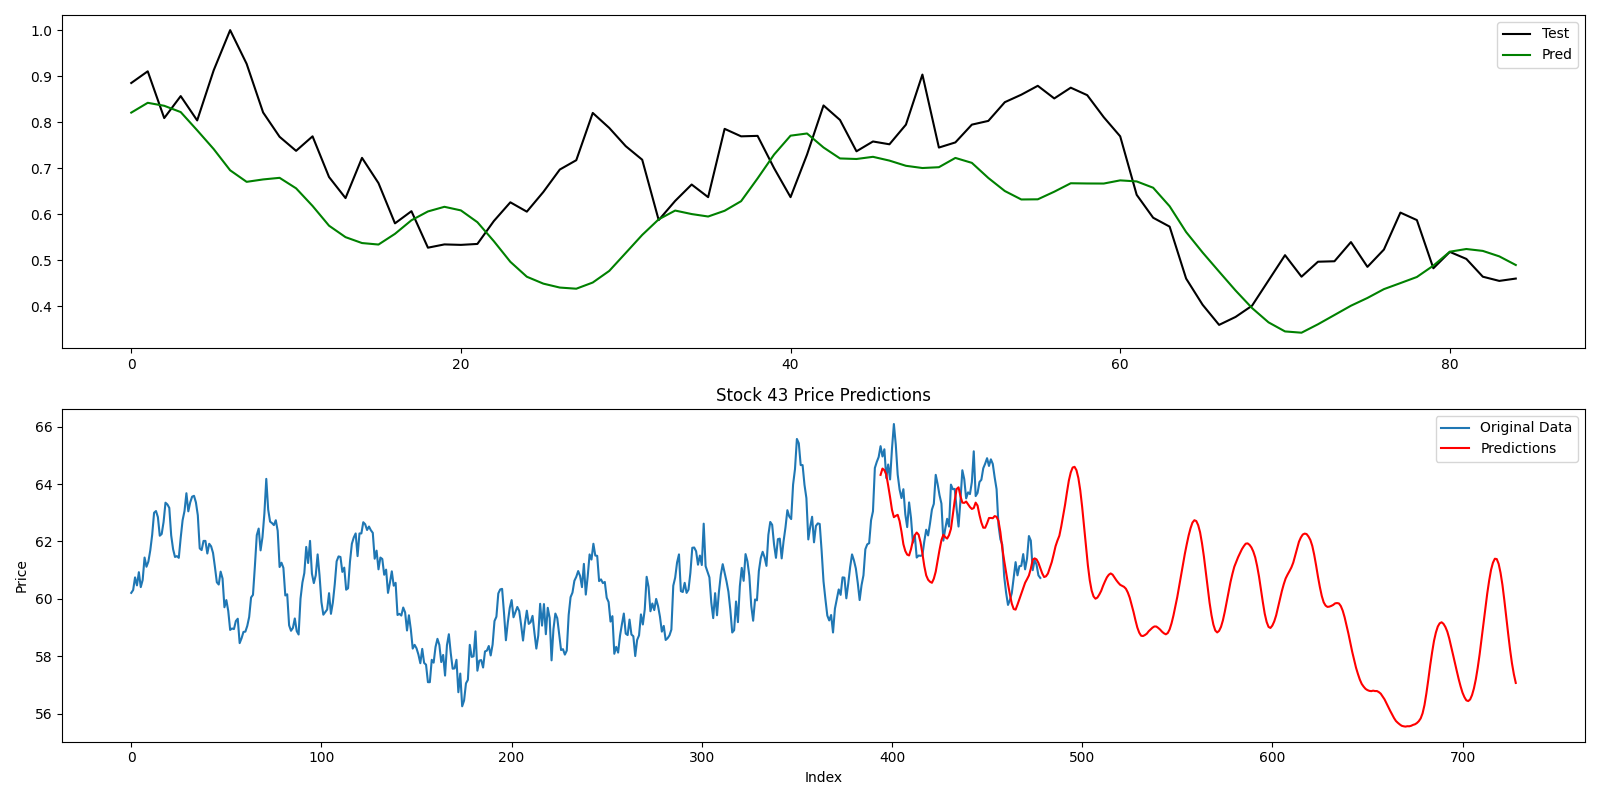 1.0
0.9
0.8
0.7
0.6
0.5
0.4
Test
Pred
0 20 40 60 80
Stock 43 Price Predictions
Price
66
64
62
60
58
56
Original Data
Predictions
0 100 200 300 400 500 600 700
Index